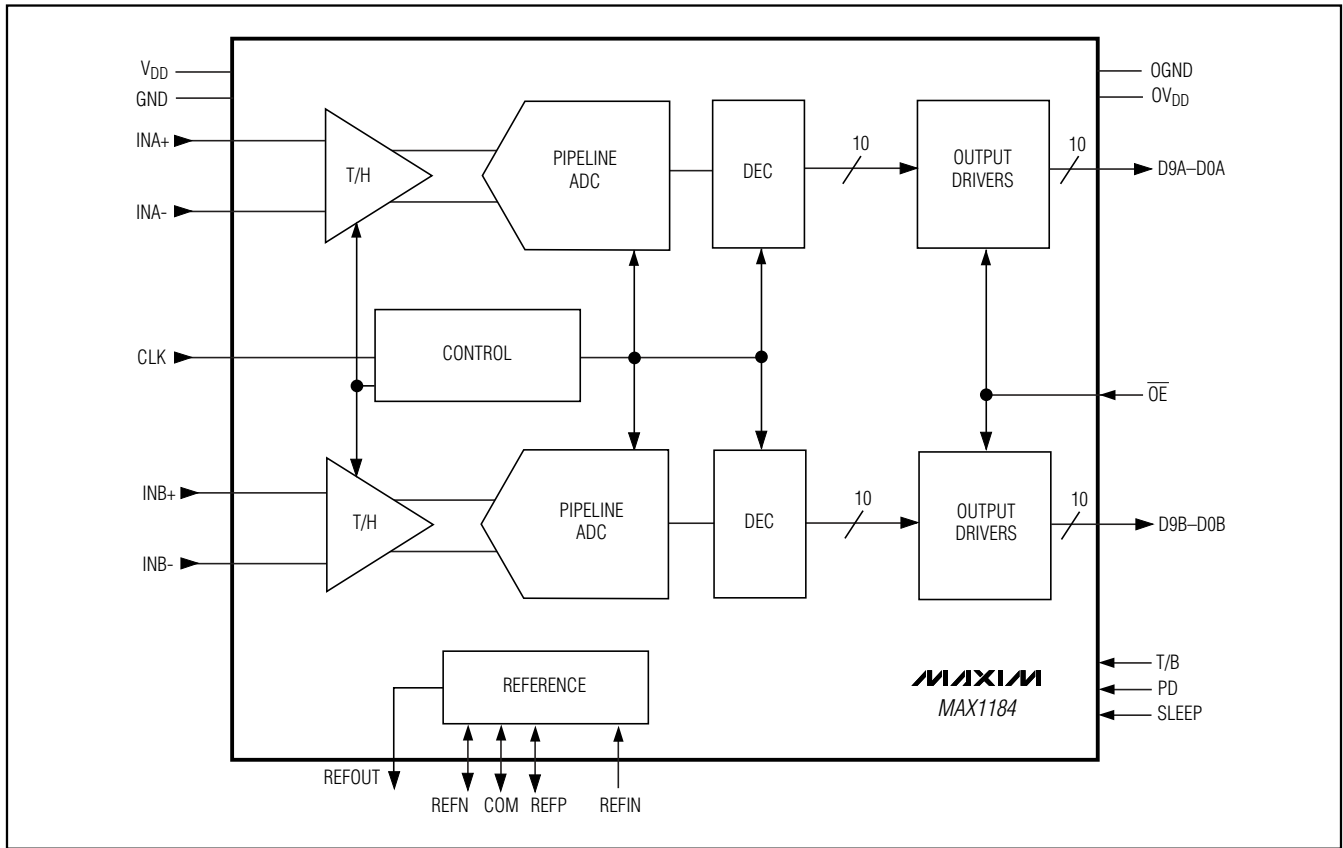 VDD
GND
INA+
INA-
T/H
PIPELINE
ADC
DEC
10
OUTPUT
DRIVERS
10
OGND
OVDD
D9A–D0A
CLK
CONTROL
OE
INB+
INB-
T/H
PIPELINE
ADC
DEC
10
OUTPUT
DRIVERS
10
D9B–D0B
REFERENCE
MAXIM
MAX1184
T/B
PD
SLEEP
REFOUT
REFN
COM
REFP
REFIN